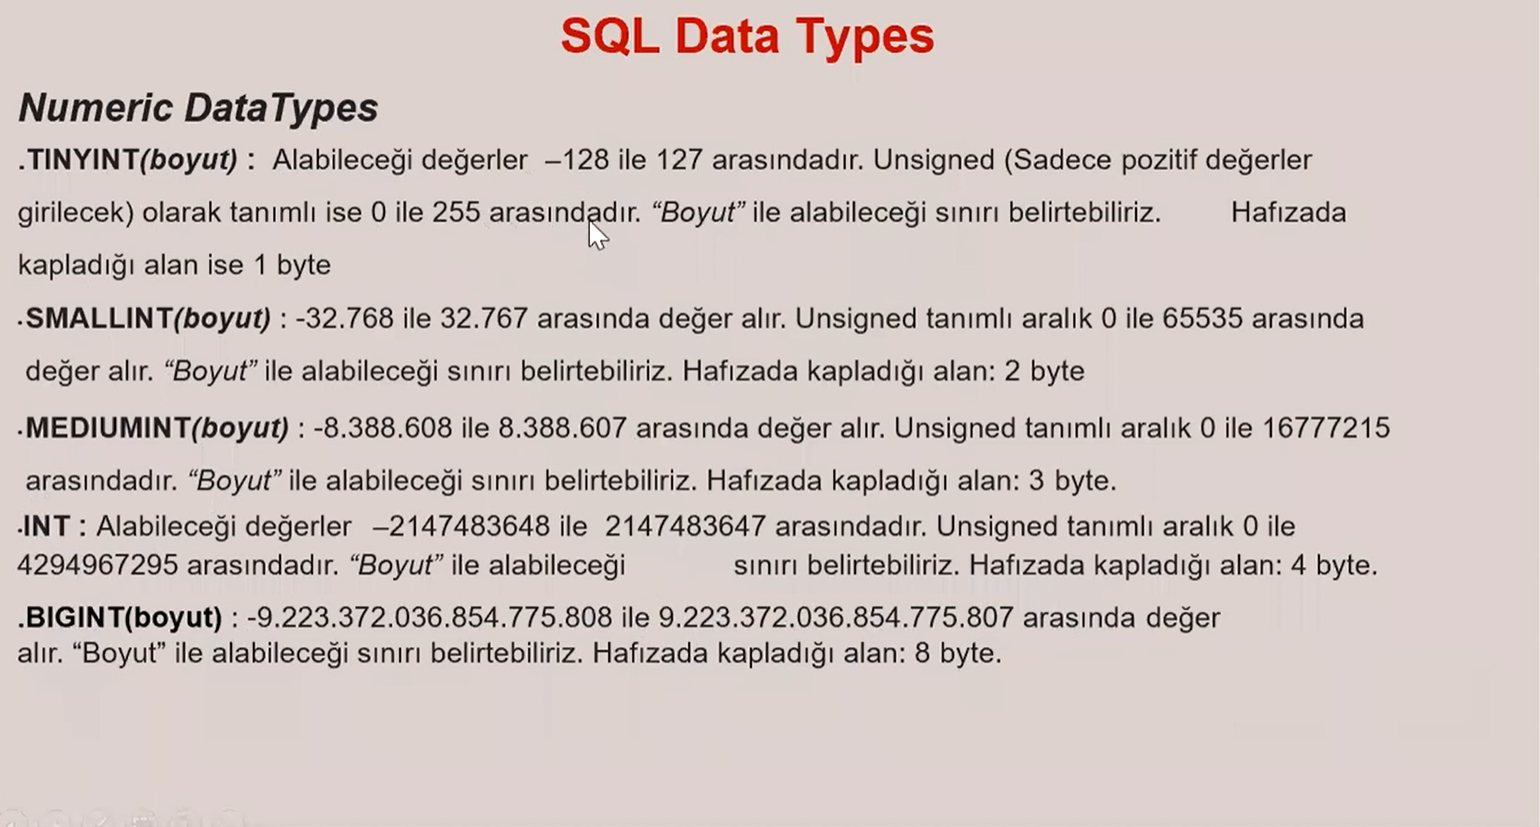 SQL Data Types
Numeric DataTypes
.TINYINT(boyut) : Alabileceği değerler –128 ile 127 arasındadır. Unsigned (Sadece pozitif değerler
girilecek) olarak tanımlı ise 0 ile 255 arasındadır. “Boyut” ile alabileceği sınırı belirtebiliriz. Hafızada
kapladığı alan ise 1 byte
.SMALLINT(boyut) : -32.768 ile 32.767 arasında değer alır. Unsigned tanımlı aralık 0 ile 65535 arasında
değer alır. “Boyut” ile alabileceği sınırı belirtebiliriz. Hafızada kapladığı alan: 2 byte
.MEDIUMINT(boyut) : -8.388.608 ile 8.388.607 arasında değer alır. Unsigned tanımlı aralık 0 ile 16777215
arasındadır. “Boyut” ile alabileceği sınırı belirtebiliriz. Hafızada kapladığı alan: 3 byte.
.INT : Alabileceği değerler –2147483648 ile 2147483647 arasındadır. Unsigned tanımlı aralık 0 ile
4294967295 arasındadır. “Boyut” ile alabileceği sınırı belirtebiliriz. Hafızada kapladığı alan: 4 byte.
.BIGINT(boyut) : -9.223.372.036.854.775.808 ile 9.223.372.036.854.775.807 arasında değer
alır. “Boyut” ile alabileceği sınırı belirtebiliriz. Hafızada kapladığı alan: 8 byte.